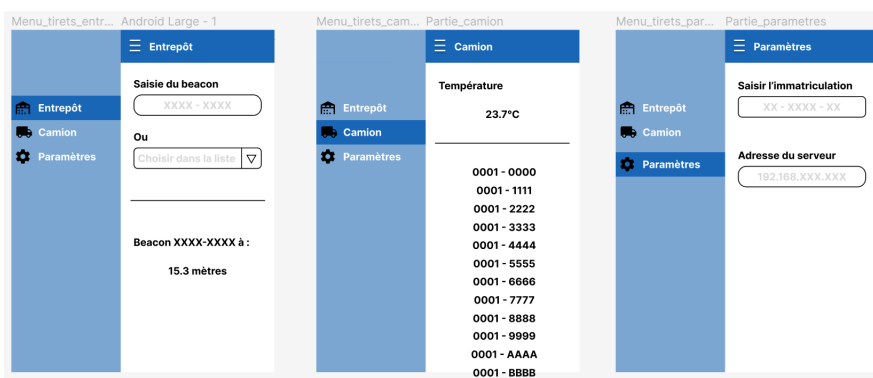 Menu_tirets_entr...
Android Large - 1
Entrepôt
Camion
Paramètres
Entrepôt
Saisie du beacon
XXXX - XXXX
Ou
Choisir dans la liste
Beacon XXXX-XXXX à :
15.3 mètres
Menu_tirets_cam...
Partie_camion
Entrepôt
Camion
Paramètres
Camion
Température
23.7°C
0001 - 0000
0001 - 1111
0001 - 2222
0001 - 3333
0001 - 4444
0001 - 5555
0001 - 6666
0001 - 7777
0001 - 8888
0001 - 9999
0001 - AAAA
0001 - BBBB
Menu_tirets_par...
Partie_parametres
Entrepôt
Camion
Paramètres
Paramètres
Saisir l'immatriculation
XX - XXXX - XX
Adresse du serveur
192.168.XXX.XXX